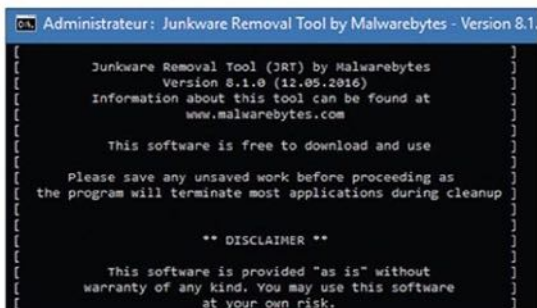 Administrateur : Junkware Removal Tool by Malwarebytes - Version 8.1.
Junkware Removal Tool (JRT) by Malwarebytes
Version 8.1.0 (12.05.2016)
Information about this tool can be found at
www.malwarebytes.com
This software is free to download and use
Please save any unsaved work before proceeding as
the program will terminate most applications during cleanup
** DISCLAIMER **
This software is provided "as is" without
warranty of any kind. You may use this software
at your own risk.